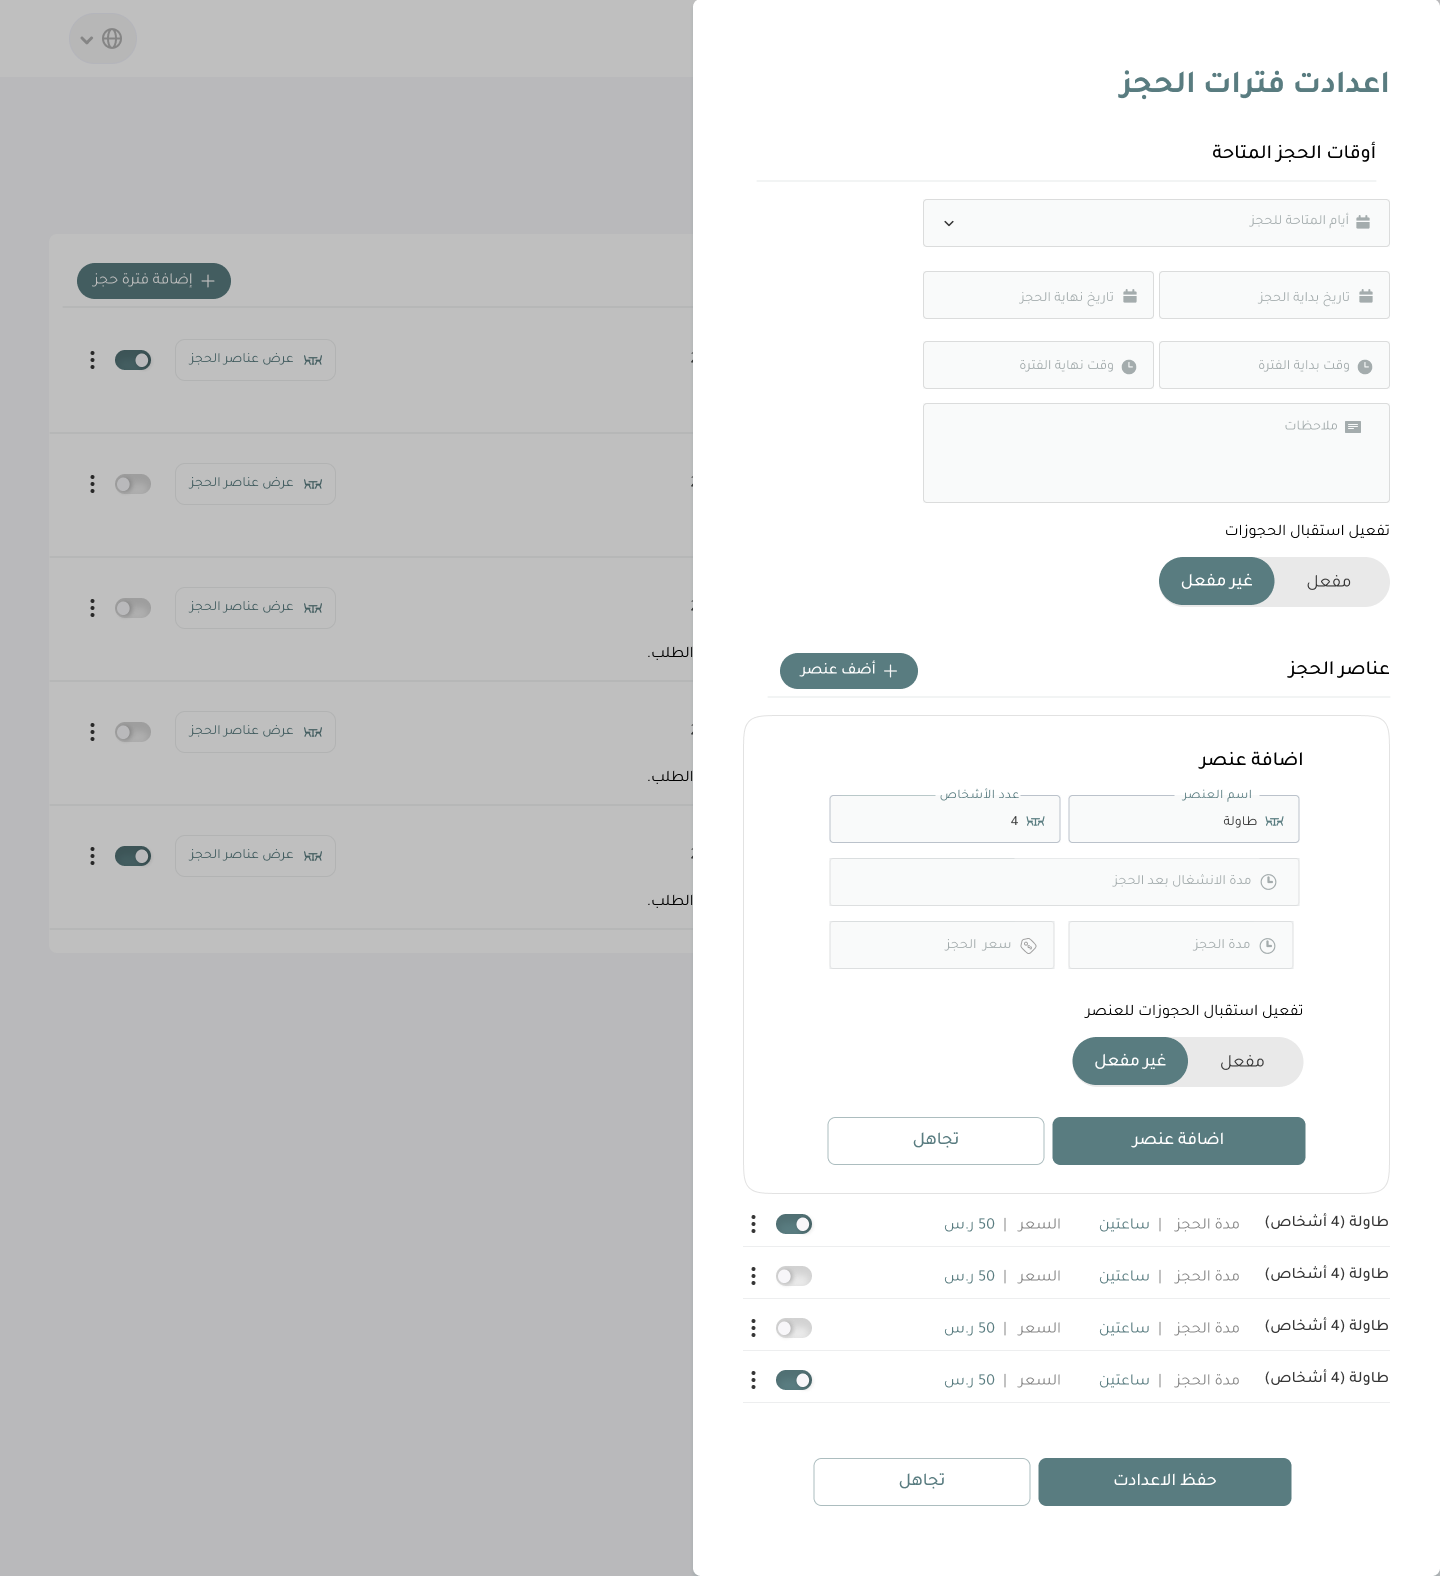 اعدادت فترات الحجز
أوقات الحجز المتاحة
أيام المتاحة للحجز
تاريخ بداية الحجز
تاريخ نهاية الحجز
وقت بداية الفترة
وقت نهاية الفترة
ملاحظات
تفعيل استقبال الحجوزات
مفعل
غير مفعل
عناصر الحجز
أضف عنصر
اضافة عنصر
اسم العنصر
طاولة
عدد الأشخاص
4
مدة الانشغال بعد الحجز
مدة الحجز
سعر الحجز
تفعيل استقبال الحجوزات للعنصر
مفعل
غير مفعل
اضافة عنصر
تجاهل
طاولة (4 أشخاص) مدة الحجز | ساعتين السعر | 50 ر.س
طاولة (4 أشخاص) مدة الحجز | ساعتين السعر | 50 ر.س
طاولة (4 أشخاص) مدة الحجز | ساعتين السعر | 50 ر.س
طاولة (4 أشخاص) مدة الحجز | ساعتين السعر | 50 ر.س
حفظ الاعدادت
تجاهل
إضافة فترة حجز
عرض عناصر الحجز
عرض عناصر الحجز
عرض عناصر الحجز
الطلب.
عرض عناصر الحجز
الطلب.
عرض عناصر الحجز
الطلب.